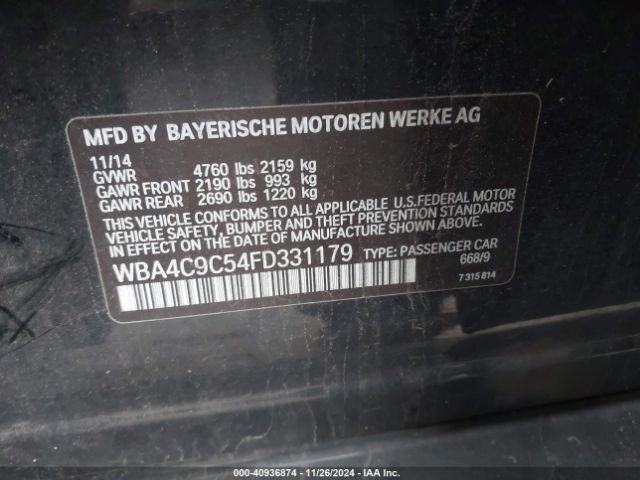 MFD BY BAYERISCHE MOTOREN WERKE AG
11/14
GVWR 4760 lbs 2159 kg
GAWR FRONT 2190 lbs 993 kg
GAWR REAR 2690 lbs 1220 kg
THIS VEHICLE CONFORMS TO ALL APPLICABLE U.S.FEDERAL MOTOR
VEHICLE SAFETY, BUMPER AND THEFT PREVENTION STANDARDS
IN EFFECT ON THE DATE OF MANUFACTURE SHOWN ABOVE.
WBA4C9C54FD331179 TYPE: PASSENGER CAR
668/9
7 315 814
000-40936874 | 11/26/2024 | IAA Inc.